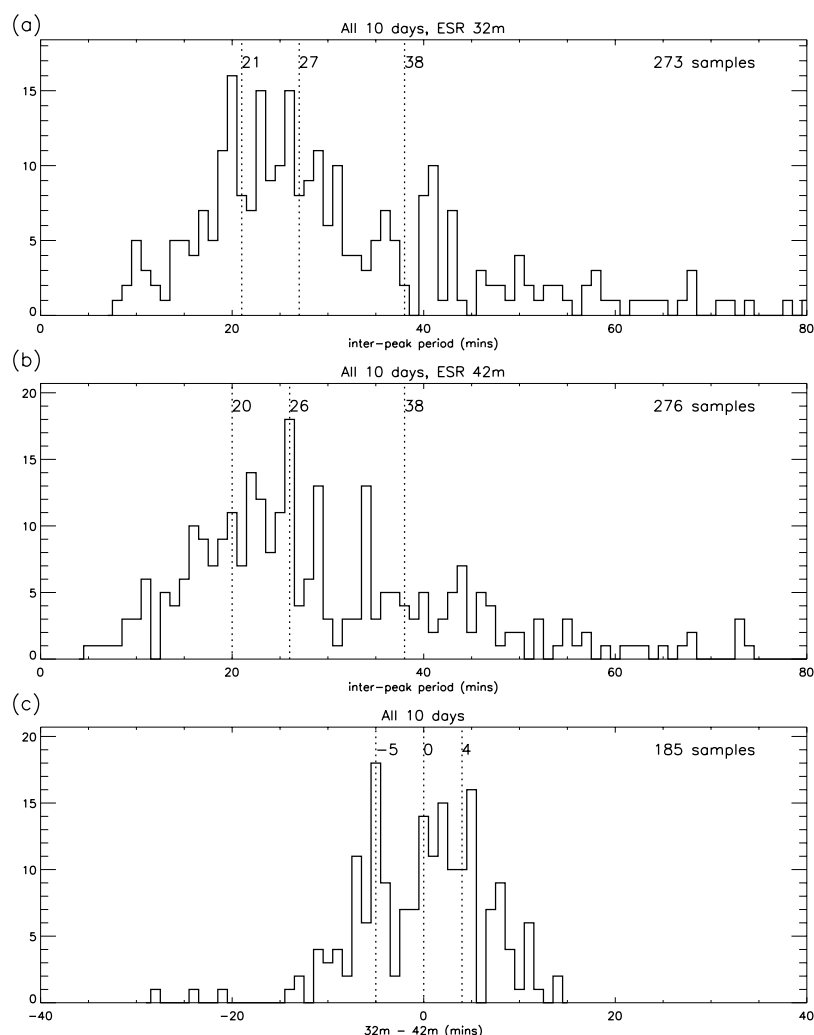 (a)
All 10 days, ESR 32m
21 27 38 273 samples
15
10
5
0
0 20 40 60 80
inter-peak period (mins)
(b)
All 10 days, ESR 42m
20
20 26 38 276 samples
15
10
5
0
0 20 40 60 80
inter-peak period (mins)
(c)
All 10 days
20
-5 0 4 185 samples
15
10
5
0
-40 -20 0 20 40
32m - 42m (mins)